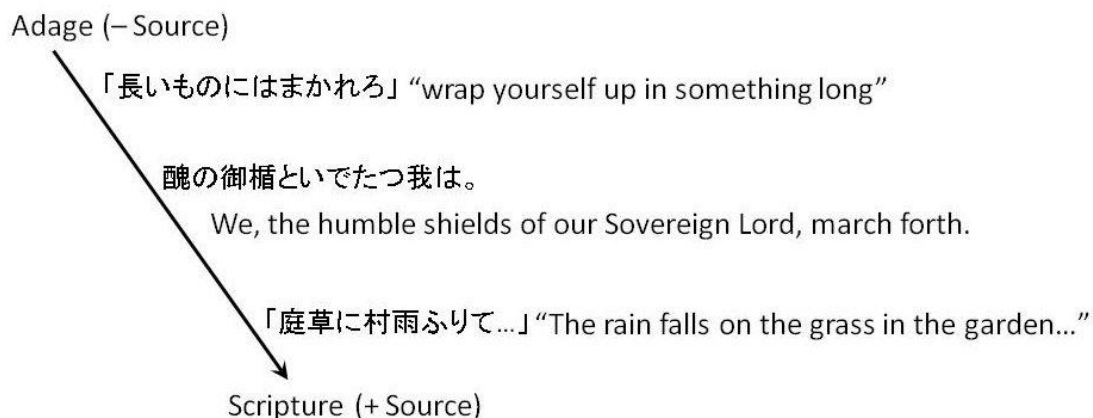 Adage (– Source)
「長いものにはまかれろ」 “wrap yourself up in something long”
醜の御楯といでたつ我は。
We, the humble shields of our Sovereign Lord, march forth.
「庭草に村雨ふりて…」 “The rain falls on the grass in the garden…”
Scripture (+ Source)